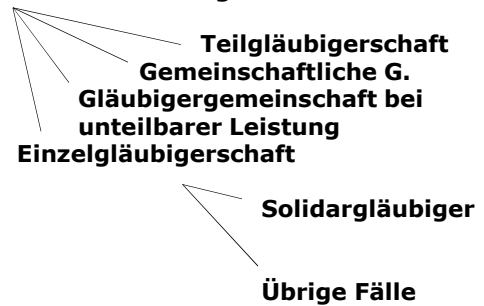 Teilgläubigerschaft
Gemeinschaftliche G.
Gläubigergemeinschaft bei
unteilbarer Leistung
Einzelgläubigerschaft
Solidargläubiger
Übrige Fälle